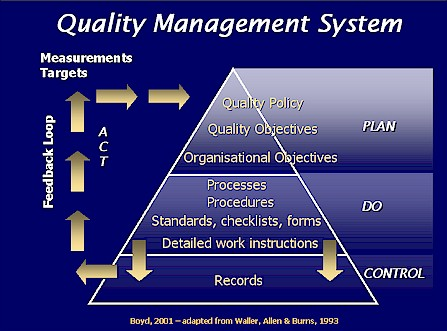 Quality Management System
Measurements
Targets
Feedback Loop
A
C
T
Quality Policy
Quality Objectives
Organisational Objectives
PLAN
Processes
Procedures
Standards, checklists, forms
Detailed work instructions
DO
Records
CONTROL
Boyd, 2001 – adapted from Waller, Allen & Burns, 1993